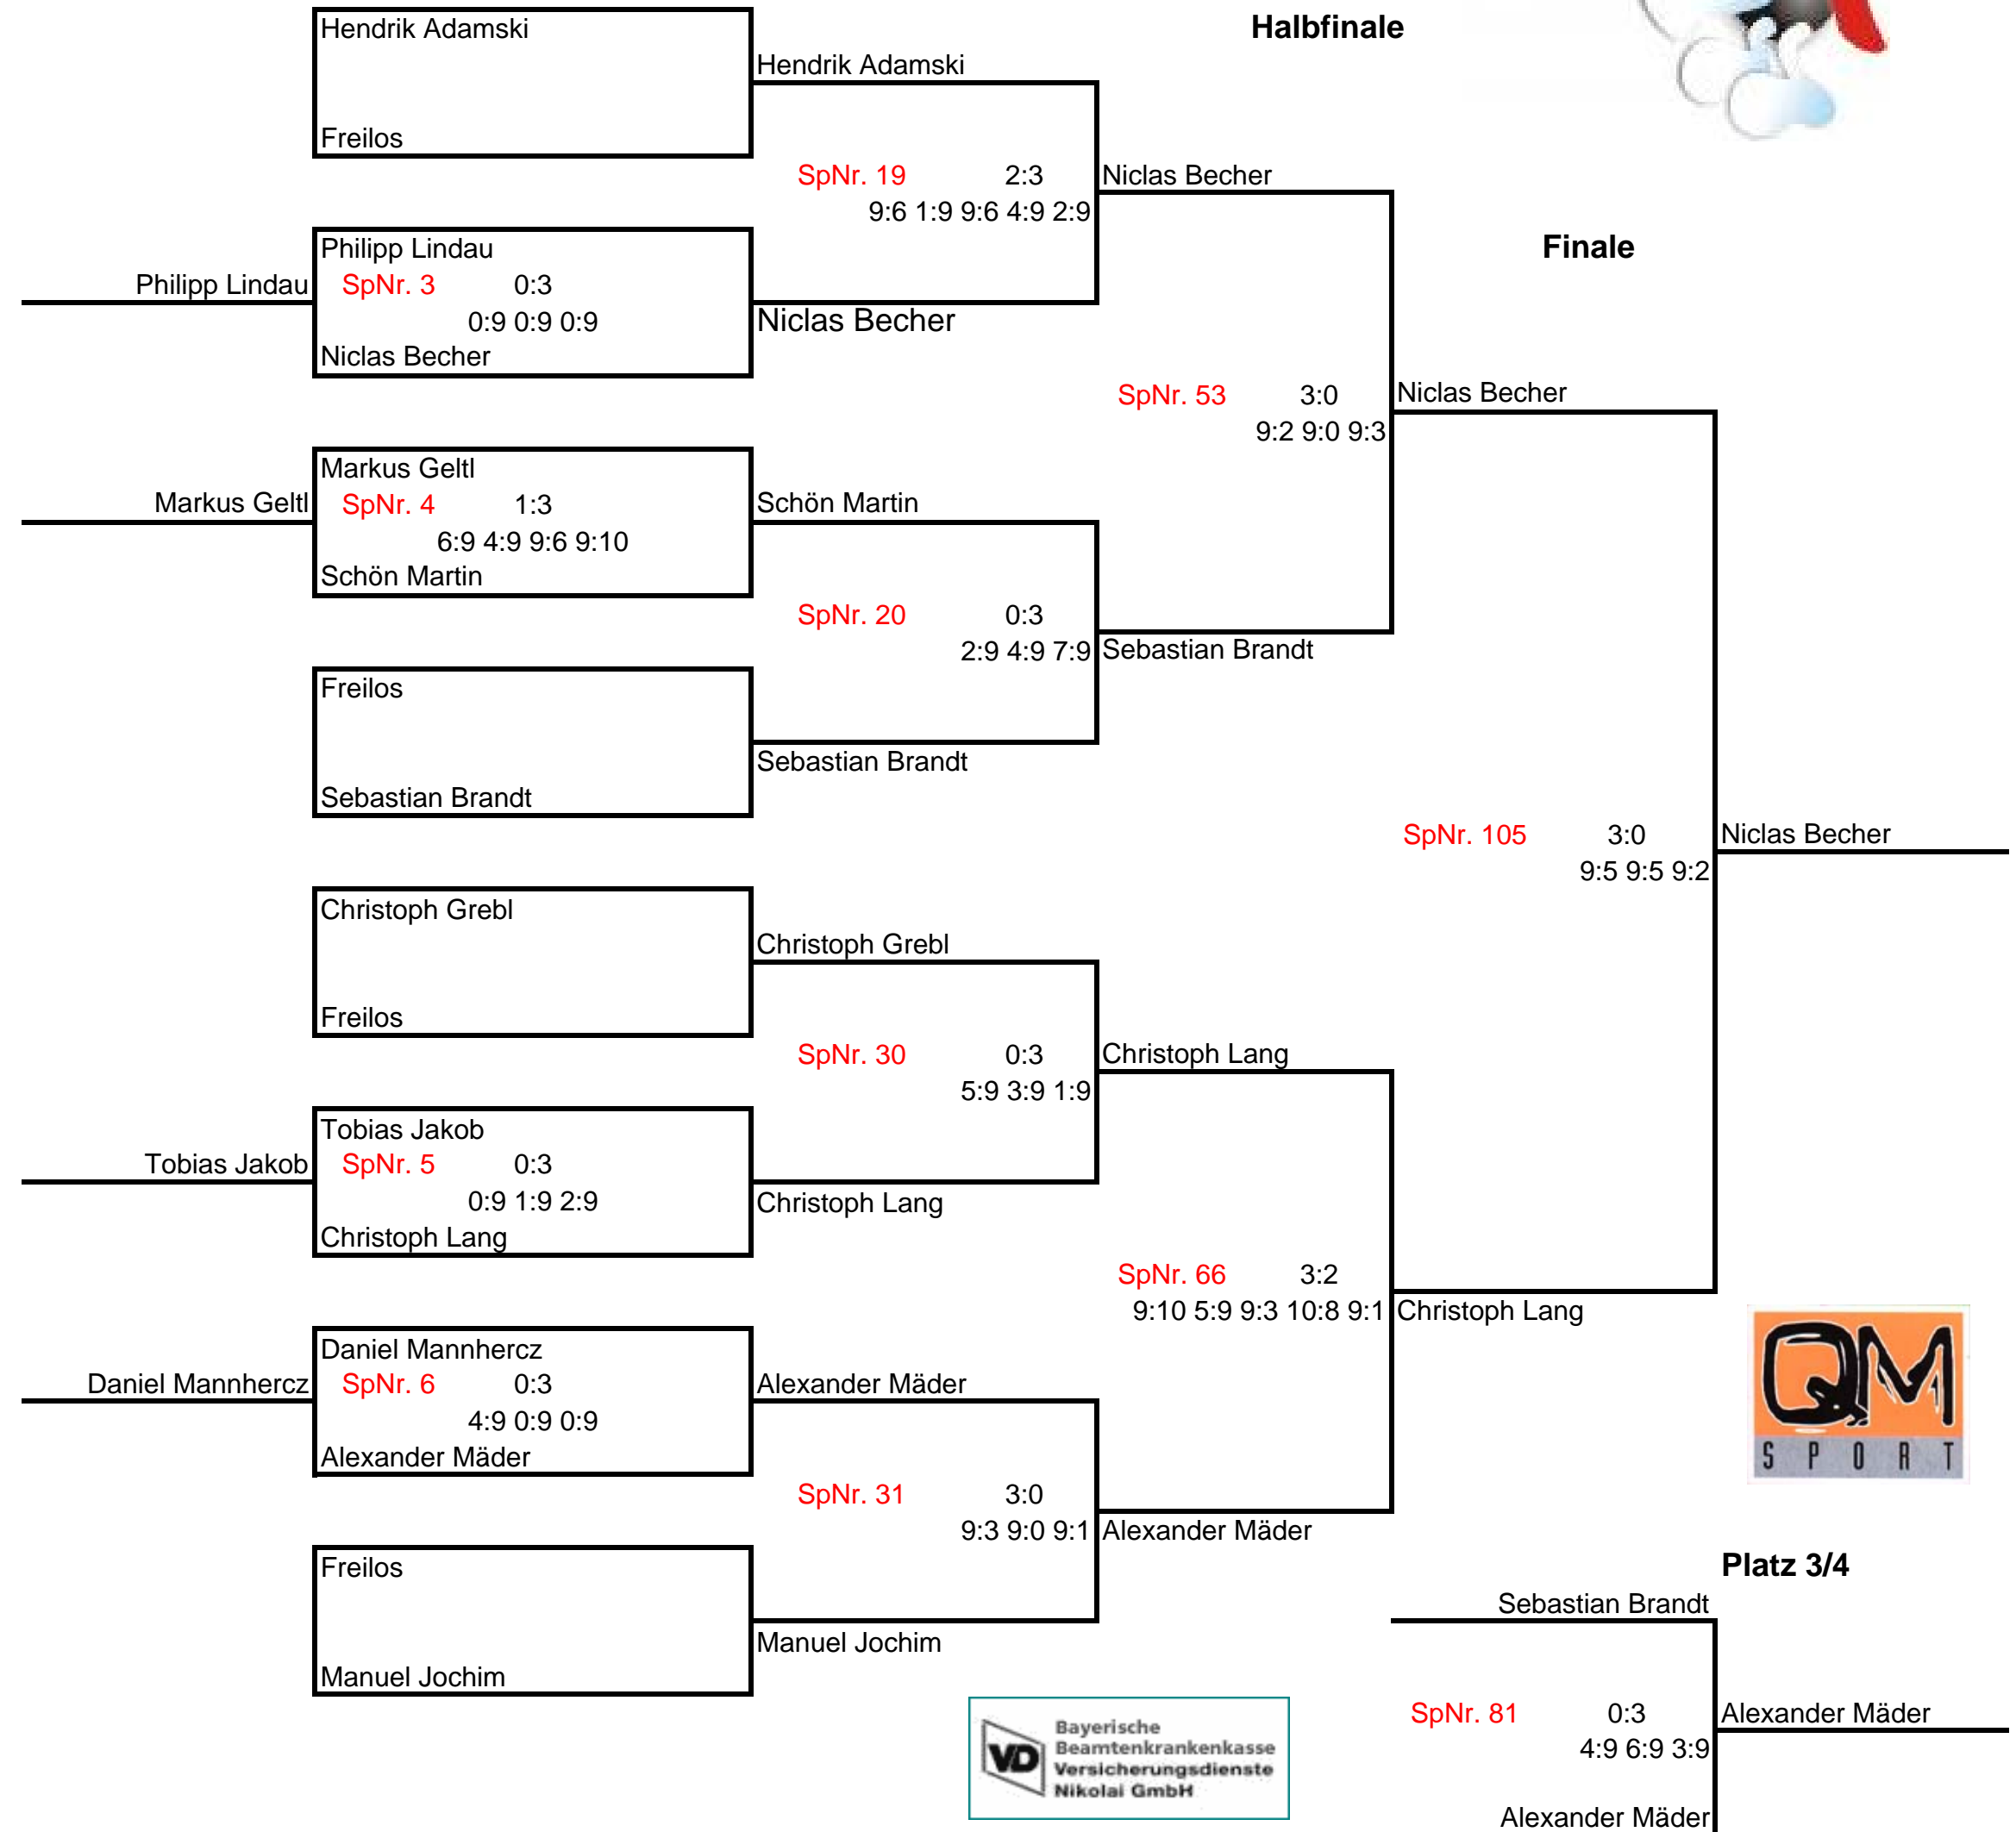 Hendrik Adamski
Halbfinale
Hendrik Adamski
Freilos
SpNr. 19 2:3
Niclas Becher
9:6 1:9 9:6 4:9 2:9
Philipp Lindau
Finale
Philipp Lindau
SpNr. 3 0:3
0:9 0:9 0:9
Niclas Becher
Niclas Becher
SpNr. 53 3:0
Niclas Becher
9:2 9:0 9:3
Markus Geltl
Markus Geltl
SpNr. 4 1:3
Schön Martin
6:9 4:9 9:6 9:10
Schön Martin
SpNr. 20 0:3
2:9 4:9 7:9
Sebastian Brandt
Freilos
Sebastian Brandt
Sebastian Brandt
SpNr. 105 3:0
Niclas Becher
9:5 9:5 9:2
Christoph Grebl
Christoph Grebl
Freilos
SpNr. 30 0:3
Christoph Lang
5:9 3:9 1:9
Tobias Jakob
Tobias Jakob
SpNr. 5 0:3
0:9 1:9 2:9
Christoph Lang
Christoph Lang
SpNr. 66 3:2
9:10 5:9 9:3 10:8 9:1
Christoph Lang
Daniel Mannhercz
Daniel Mannhercz
SpNr. 6 0:3
Alexander Mäder
4:9 0:9 0:9
Alexander Mäder
QM
SPORT
SpNr. 31 3:0
9:3 9:0 9:1
Alexander Mäder
Freilos
Platz 3/4
Sebastian Brandt
Manuel Jochim
Manuel Jochim
SpNr. 81 0:3
Alexander Mäder
4:9 6:9 3:9
VD
Bayerische
Beamtenkrankenkasse
Versicherungsdienste
Nikolai GmbH
Alexander Mäder